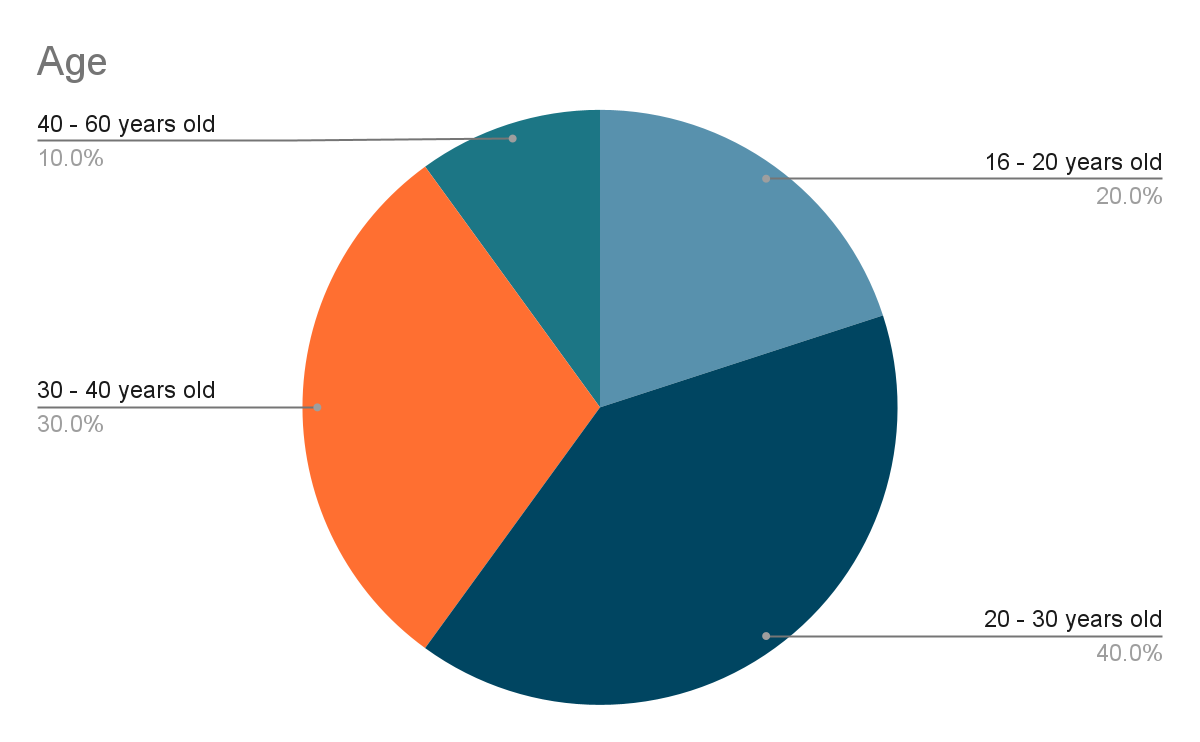 Age
40 - 60 years old
10.0%
16 - 20 years old
20.0%
30 - 40 years old
30.0%
20 - 30 years old
40.0%